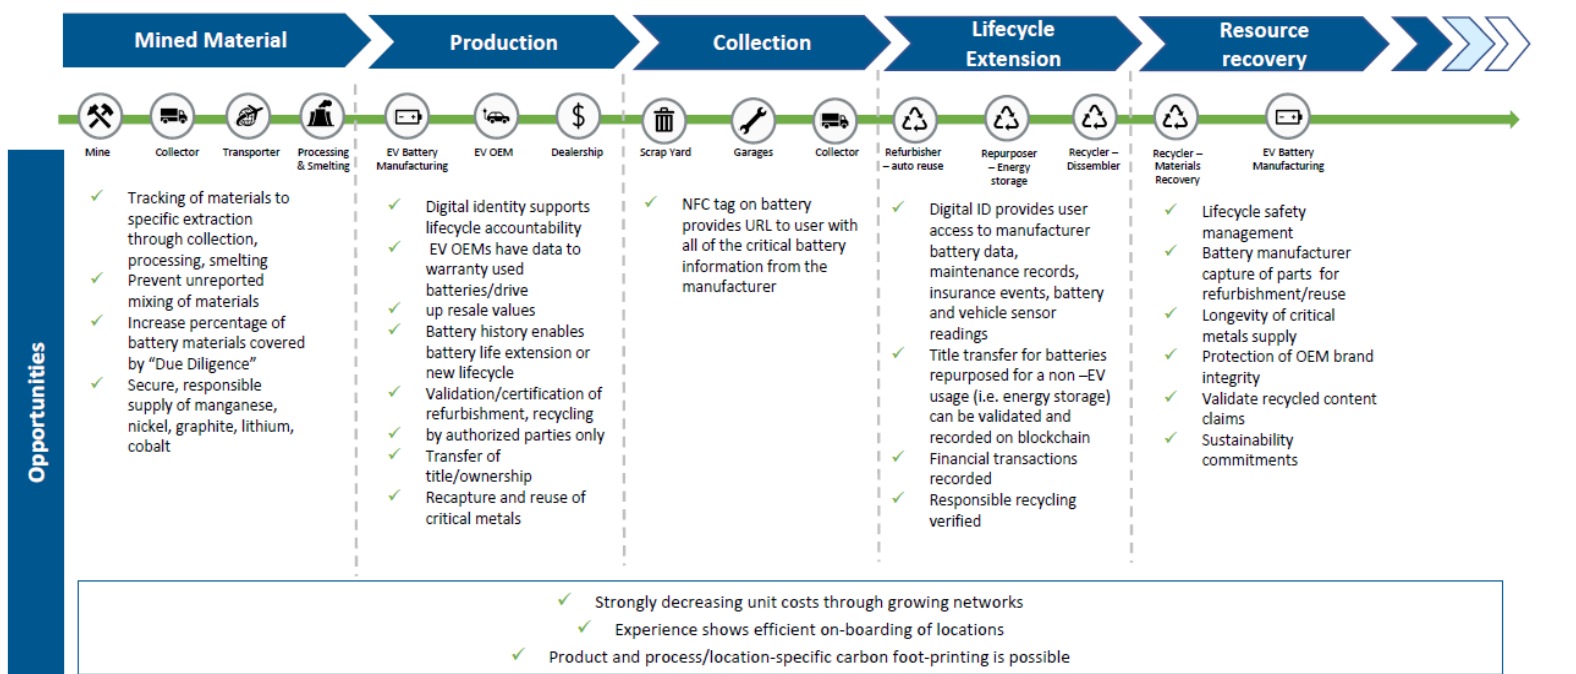 Mined Material
Production
Collection
Lifecycle
Extension
Resource
recovery
Mine
Collector
Transporter
Processing
& Smelting
EV Battery
Manufacturing
EV OEM
Dealership
$
Scrap Yard
Garages
Collector
Refurbisher
– auto reuse
Repurposer
– Energy
storage
Recycler –
Dissembler
Recycler –
Materials
Recovery
EV Battery
Manufacturing
Opportunities
✓ Tracking of materials to
specific extraction
through collection,
processing, smelting
✓ Prevent unreported
mixing of materials
✓ Increase percentage of
battery materials covered
by “Due Diligence”
✓ Secure, responsible
supply of manganese,
nickel, graphite, lithium,
cobalt
✓ Digital identity supports
lifecycle accountability
✓ EV OEMs have data to
warranty used
batteries/drive
✓ up resale values
✓ Battery history enables
battery life extension or
new lifecycle
✓ Validation/certification of
refurbishment, recycling
✓ by authorized parties only
✓ Transfer of
title/ownership
✓ Recapture and reuse of
critical metals
✓ NFC tag on battery
provides URL to user with
all of the critical battery
information from the
manufacturer
✓ Digital ID provides user
access to manufacturer
battery data,
maintenance records,
insurance events, battery
and vehicle sensor
readings
✓ Title transfer for batteries
repurposed for a non –EV
usage (i.e. energy storage)
can be validated and
recorded on blockchain
✓ Financial transactions
recorded
✓ Responsible recycling
verified
✓ Lifecycle safety
management
✓ Battery manufacturer
capture of parts for
refurbishment/reuse
✓ Longevity of critical
metals supply
✓ Protection of OEM brand
integrity
✓ Validate recycled content
claims
✓ Sustainability
commitments
✓ Strongly decreasing unit costs through growing networks
✓ Experience shows efficient on-boarding of locations
✓ Product and process/location-specific carbon foot-printing is possible